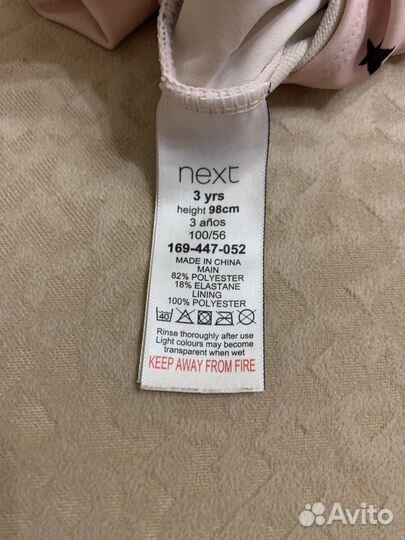 next
3 yrs
height 98cm
3 años
100/56
169-447-052
MADE IN CHINA
MAIN
82% POLYESTER
18% ELASTANE
LINING
100% POLYESTER
40
Rinse thoroughly after use
Light colours may become
transparent when wet
KEEP AWAY FROM FIRE
Avito